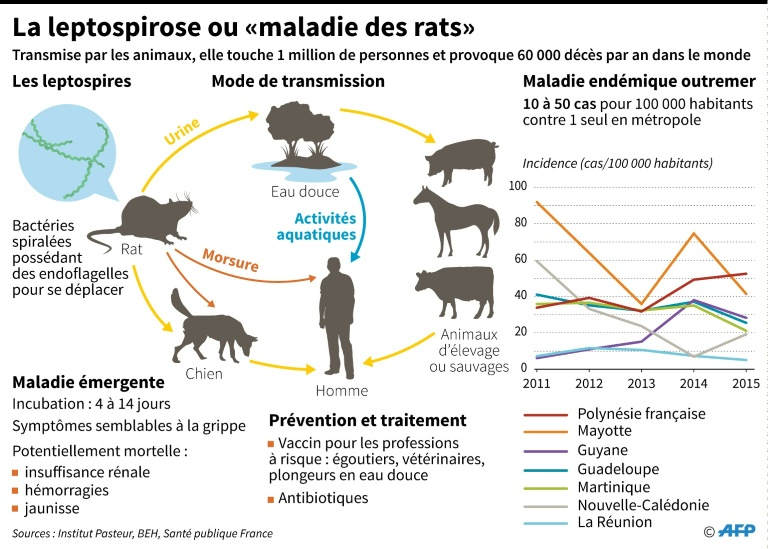 La leptospirose ou «maladie des rats»
Transmise par les animaux, elle touche 1 million de personnes et provoque 60 000 décès par an dans le monde
Les leptospires
Bactéries
spiralées
possédant
des endoflagelles
pour se déplacer
Mode de transmission
Urine
Eau douce
Activités
aquatiques
Rat
Morsure
Chien
Homme
Animaux
d'élevage
ou sauvages
Maladie endémique outremer
10 à 50 cas pour 100 000 habitants
contre 1 seul en métropole
Incidence (cas/100 000 habitants)
100
80
60
40
20
0
2011 2012 2013 2014 2015
Polynésie française
Mayotte
Guyane
Guadeloupe
Martinique
Nouvelle-Calédonie
La Réunion
Maladie émergente
Incubation : 4 à 14 jours
Symptômes semblables à la grippe
Potentiellement mortelle :
insuffisance rénale
hémorragies
jaunisse
Prévention et traitement
Vaccin pour les professions
à risque : égoutiers, vétérinaires,
plongeurs en eau douce
Antibiotiques
Sources : Institut Pasteur, BEH, Santé publique France
© AFP